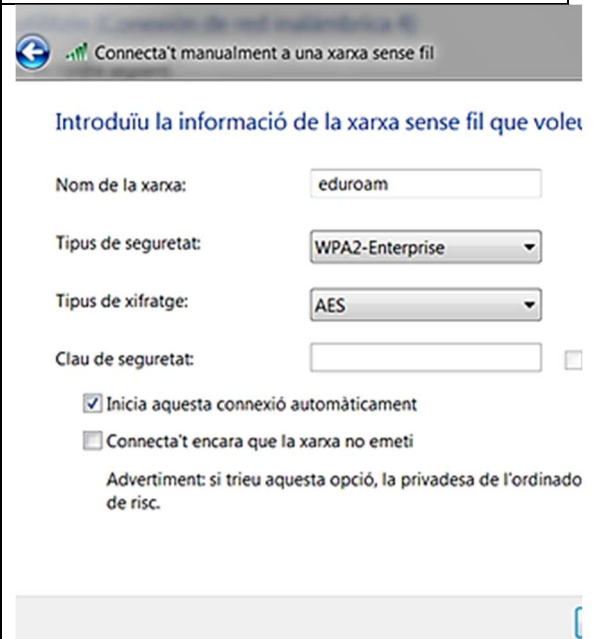 Connecta't manualment a una xarxa sense fil
Introduïu la informació de la xarxa sense fil que voleu
Nom de la xarxa:
eduroam
Tipus de seguretat:
WPA2-Enterprise
Tipus de xifratge:
AES
Clau de seguretat:
Inicia aquesta connexió automàticament
Connecta't encara que la xarxa no emeti
Advertiment: si trieu aquesta opció, la privadesa de l'ordinado
de risc.